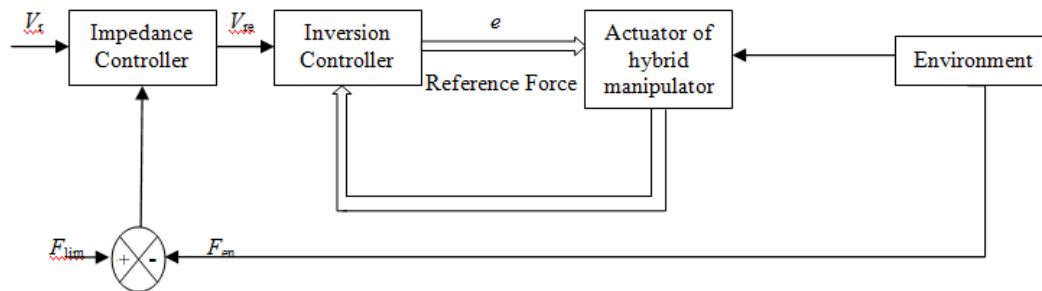 Vr
Impedance
Controller
Vre
Inversion
Controller
e
Reference Force
Actuator of
hybrid
manipulator
Environment
Flim
+
-
Fen